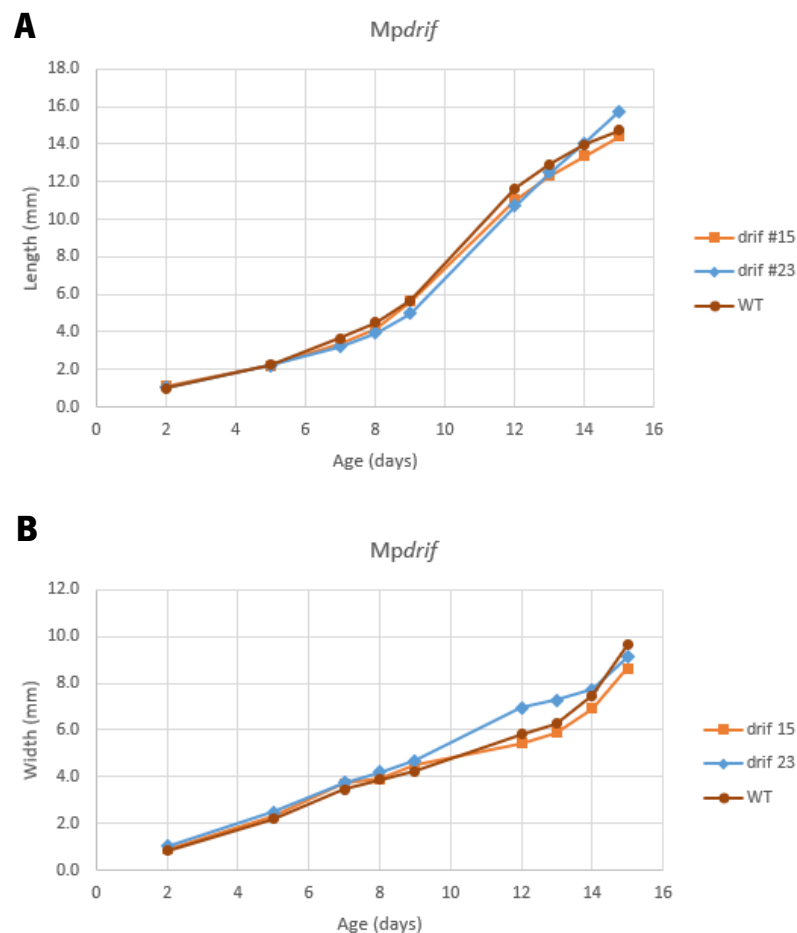 A
Mpdrif
18.0
16.0
14.0
12.0
10.0
8.0
6.0
4.0
2.0
0.0
Length (mm)
0 2 4 6 8 10 12 14 16
Age (days)
drif #15
drif #23
WT
B
Mpdrif
12.0
10.0
8.0
6.0
4.0
2.0
0.0
Width (mm)
0 2 4 6 8 10 12 14 16
Age (days)
drif 15
drif 23
WT